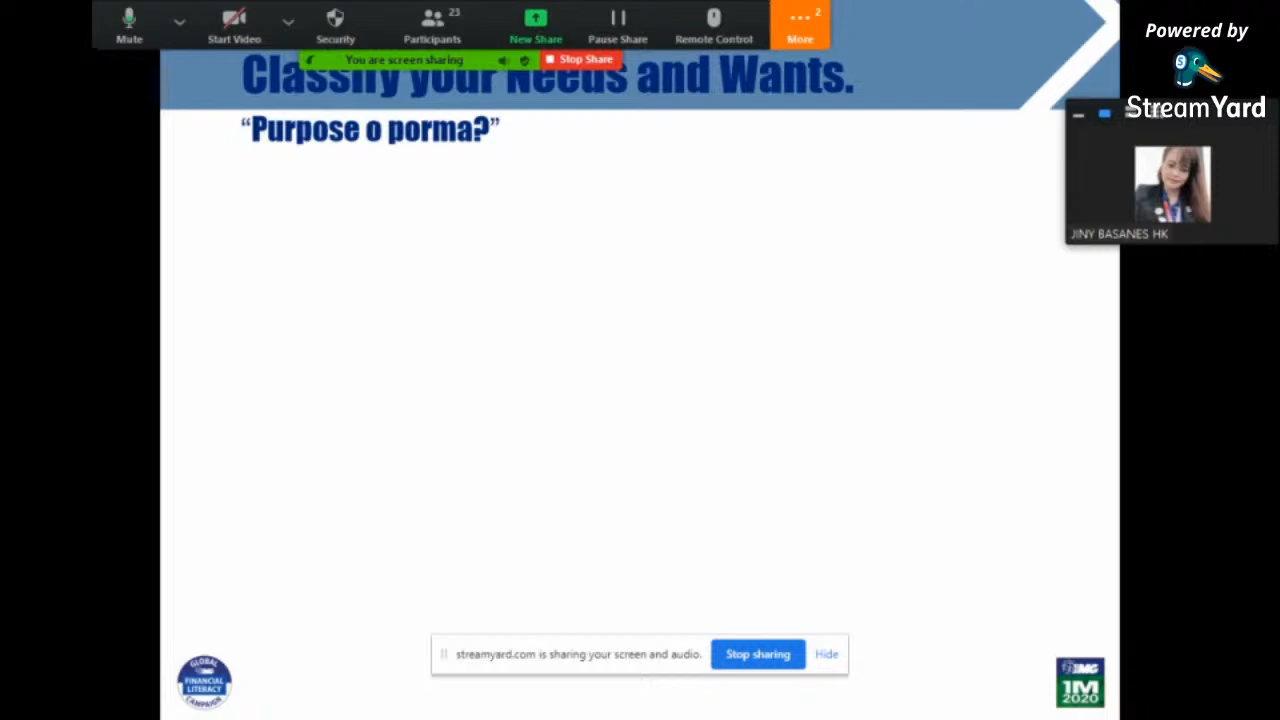 23
2
Mute
Start Video
Security
Participants
New Share
Pause Share
Remote Control
More
Powered by
StreamYard
You are screen sharing
Stop Share
Classify your Needs and Wants.
“Purpose o porma?”
JINY BASANES HK
streamyard.com is sharing your screen and audio.
Stop sharing
Hide
GLOBAL
FINANCIAL
LITERACY
CAMPAIGN
IMG
1M
2020